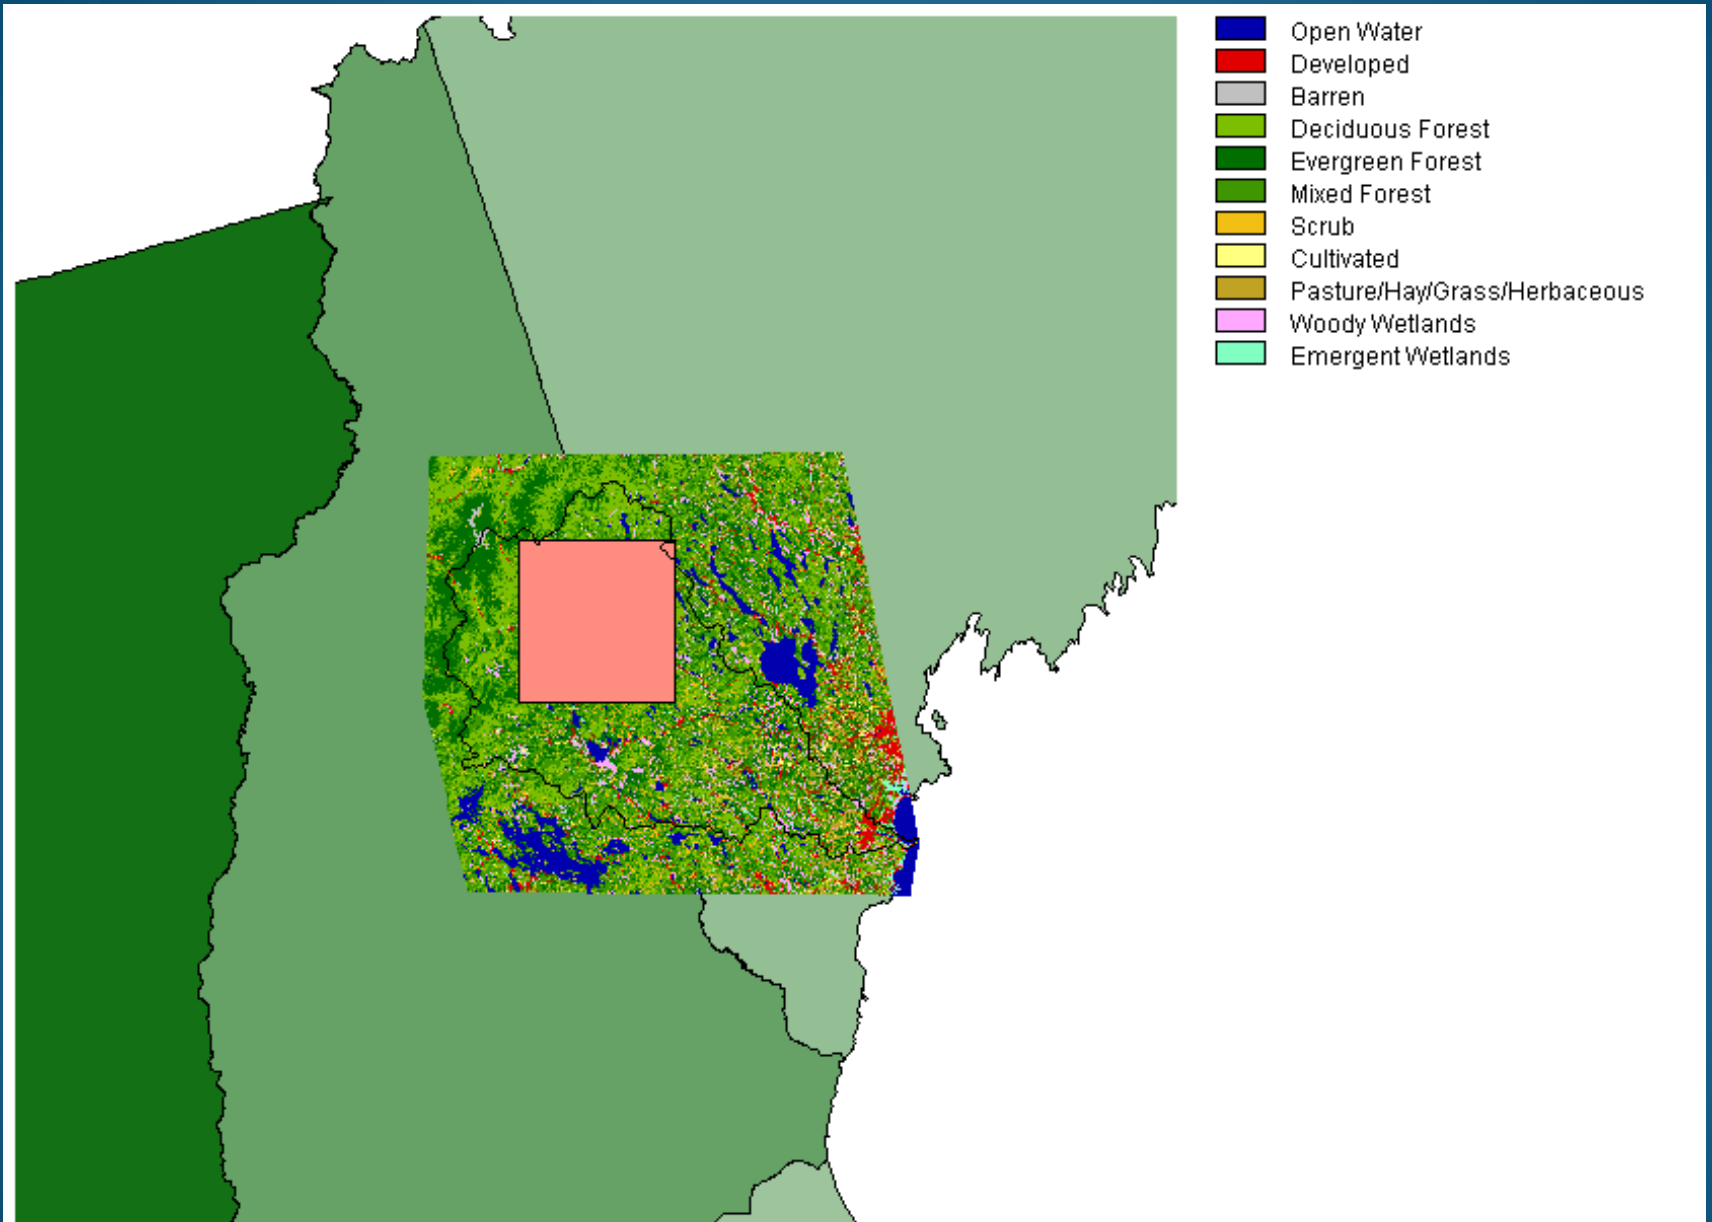 Open Water
Developed
Barren
Deciduous Forest
Evergreen Forest
Mixed Forest
Scrub
Cultivated
Pasture/Hay/Grass/Herbaceous
Woody Wetlands
Emergent Wetlands